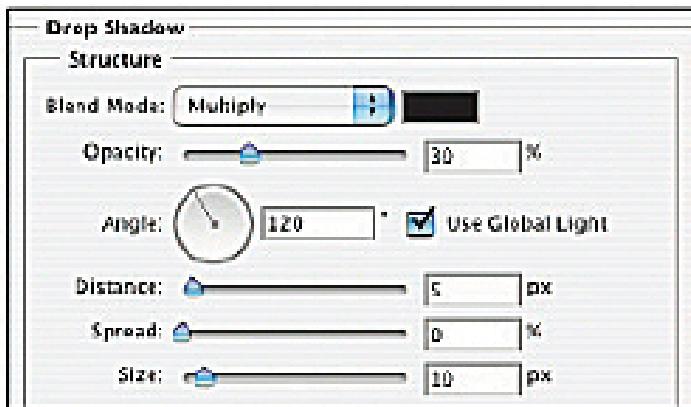 Drop Shadow
Structure
Blend Mode: Multiply
Opacity: 30 %
Angle: 120 ° Use Global Light
Distance: 5 px
Spread: 0 %
Size: 10 px